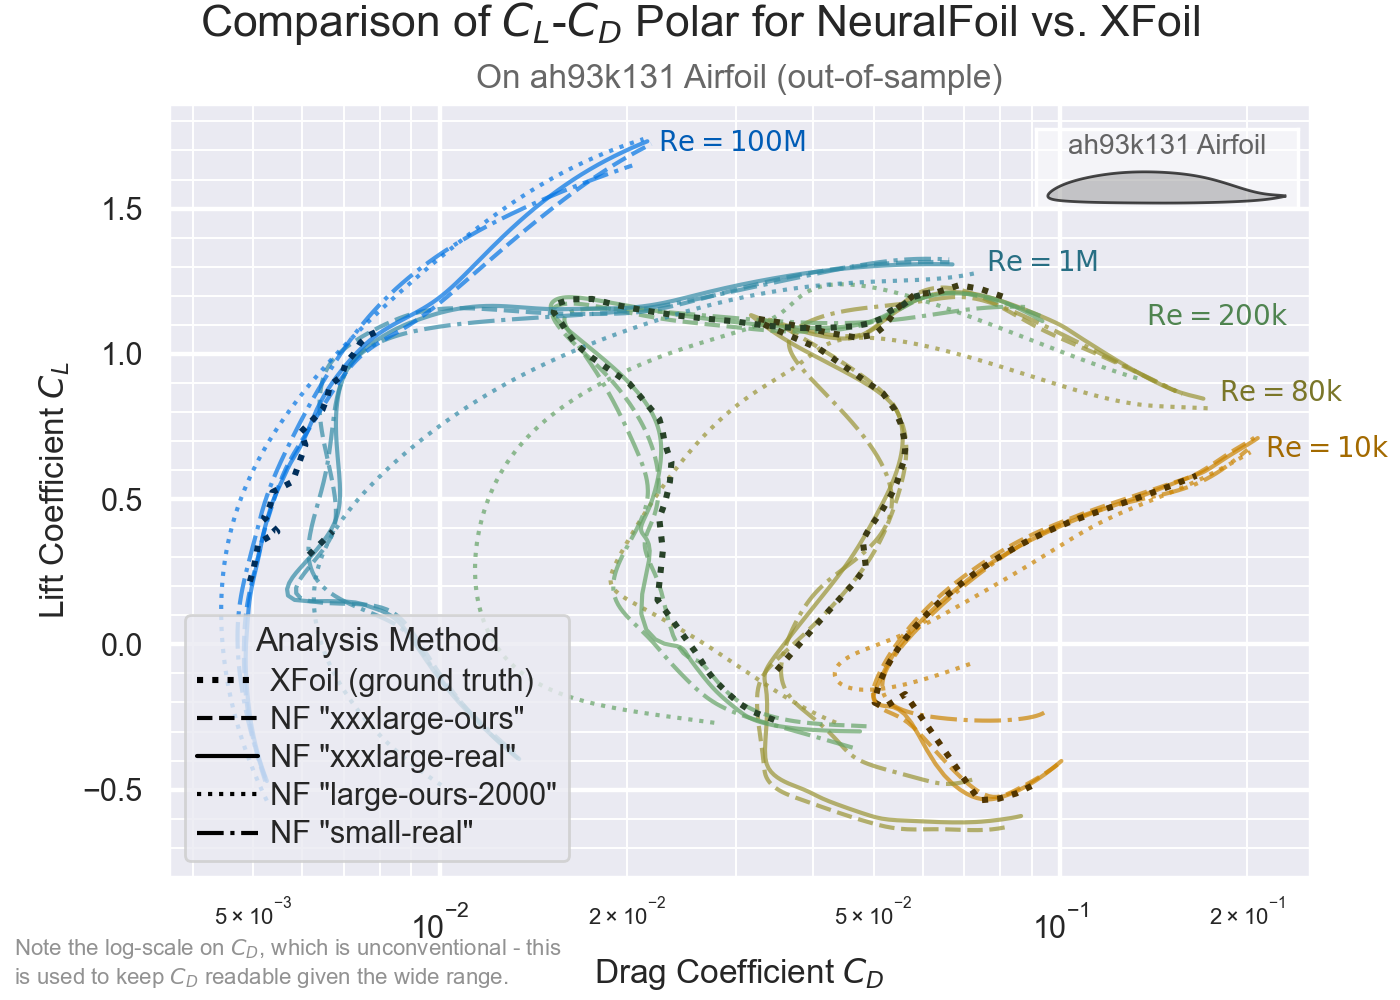 Comparison of C_L-C_D Polar for NeuralFoil vs. XFoil
On ah93k131 Airfoil (out-of-sample)
Re = 100M
ah93k131 Airfoil
Re = 1M
Re = 200k
Re = 80k
Re = 10k
Lift Coefficient C_L
1.5
1.0
0.5
0.0
−0.5
Analysis Method
XFoil (ground truth)
NF "xxxlarge-ours"
NF "xxxlarge-real"
NF "large-ours-2000"
NF "small-real"
5 × 10⁻³
10⁻²
2 × 10⁻²
5 × 10⁻²
10⁻¹
2 × 10⁻¹
Drag Coefficient C_D
Note the log-scale on C_D, which is unconventional - this
is used to keep C_D readable given the wide range.